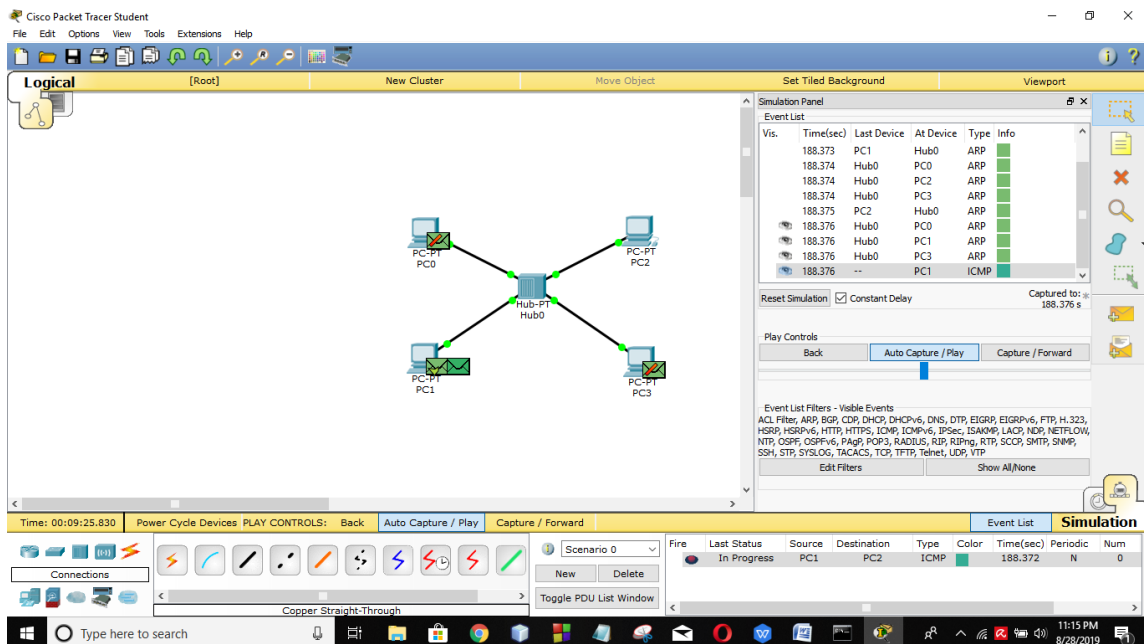 Cisco Packet Tracer Student
File Edit Options View Tools Extensions Help
Logical [Root] New Cluster Move Object Set Tiled Background Viewport
Simulation Panel
Event List
Vis. Time(sec) Last Device At Device Type Info
188.373 PC1 Hub0 ARP
188.374 Hub0 PC0 ARP
188.374 Hub0 PC2 ARP
188.374 Hub0 PC3 ARP
188.375 PC2 Hub0 ARP
188.376 Hub0 PC0 ARP
188.376 Hub0 PC1 ARP
188.376 Hub0 PC3 ARP
188.376 -- PC1 ICMP
Reset Simulation Constant Delay Captured to: *
188.376 s
Play Controls
Back Auto Capture / Play Capture / Forward
Event List Filters - Visible Events
ACL Filter, ARP, BGP, CDP, DHCP, DHCPv6, DNS, DTP, EIGRP, EIGRPv6, FTP, H.323,
HSRP, HSRPv6, HTTP, HTTPS, ICMP, ICMPv6, IPSec, ISAKMP, LACP, NDP, NETFLOW,
NTP, OSPF, OSPFv6, PAgP, POP3, RADIUS, RIP, RIPng, RTP, SCCP, SMTP, SNMP,
SSH, STP, SYSLOG, TACACS, TCP, TFTP, Telnet, UDP, VTP
Edit Filters Show All/None
PC-PT
PC0
PC-PT
PC2
Hub-PT
Hub0
PC-PT
PC1
PC-PT
PC3
Time: 00:09:25.830 Power Cycle Devices PLAY CONTROLS: Back Auto Capture / Play Capture / Forward Event List Simulation
Connections
Copper Straight-Through
Scenario 0
New Delete
Toggle PDU List Window
Fire Last Status Source Destination Type Color Time(sec) Periodic Num
In Progress PC1 PC2 ICMP 188.372 N 0
Type here to search
11:15 PM
8/28/2019